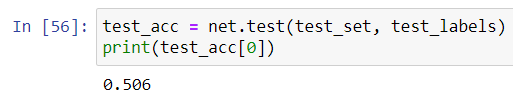 In [56]: test_acc = net.test(test_set, test_labels)
print(test_acc[0])
0.506